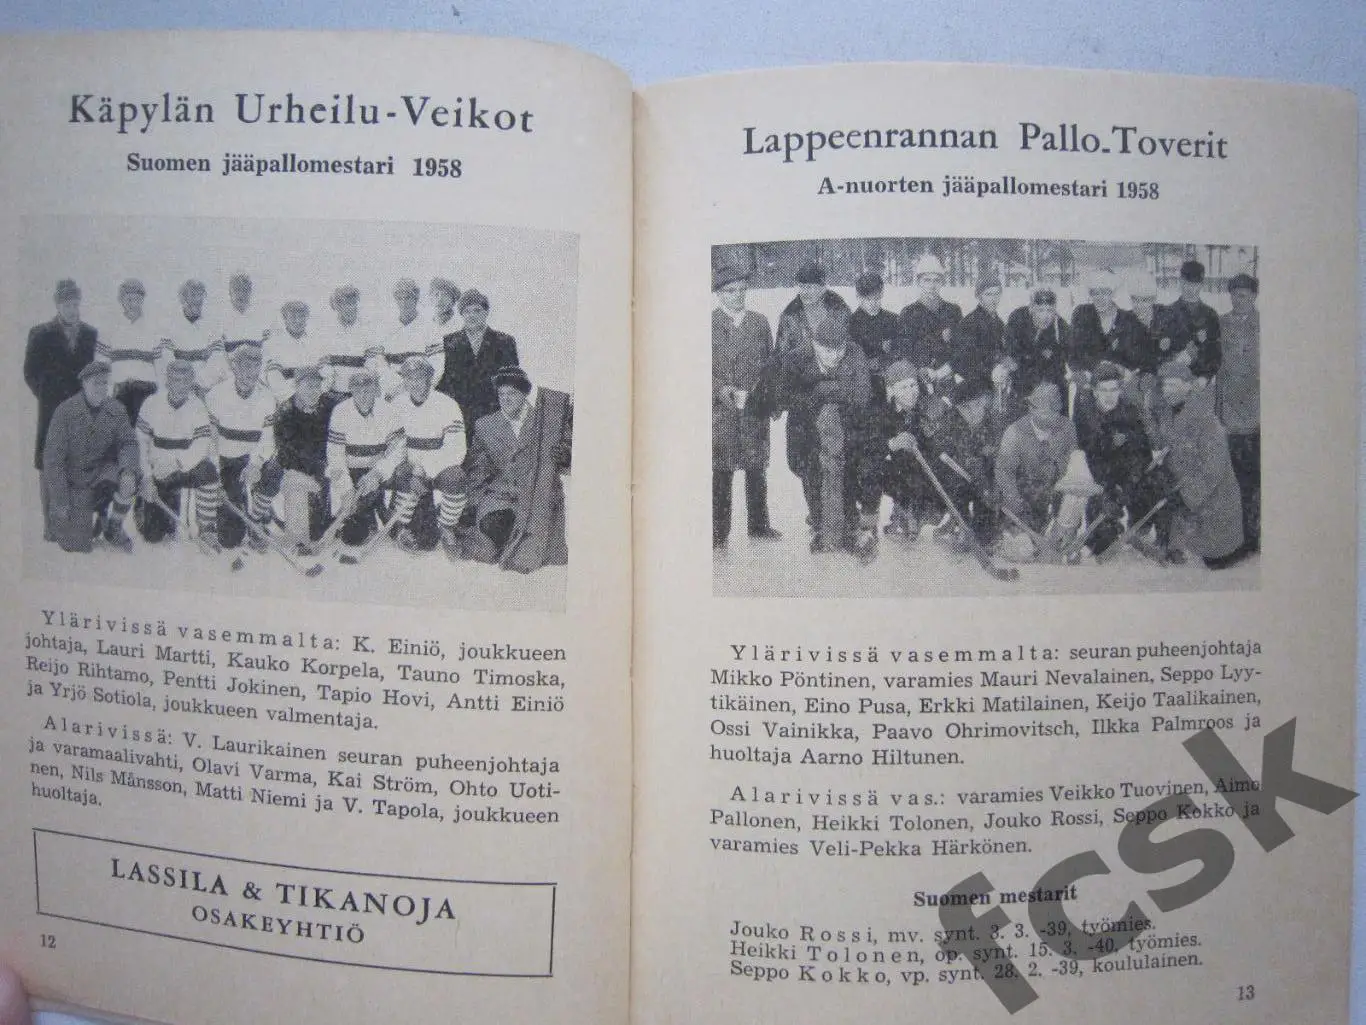 Käpylän Urheilu-Veikot
Suomen jääpallomestari 1958
Ylärivissä vasemmalta: K. Einiö, joukkueen
johtaja, Lauri Martti, Kauko Korpela, Tauno Timoska,
Reijo Rihtamo, Pentti Jokinen, Tapio Hovi, Antti Einiö
ja Yrjö Sotiola, joukkueen valmentaja.
Alarivissä: V. Laurikainen seuran puheenjohtaja
ja varamaalivahti, Olavi Varma, Kai Ström, Ohto Uoti-
nen, Nils Månsson, Matti Niemi ja V. Tapola, joukkueen
huoltaja.
LASSILA & TIKANOJA
OSAKEYHTIÖ
12
Lappeenrannan Pallo-Toverit
A-nuorten jääpallomestari 1958
Ylärivissä vasemmalta: seuran puheenjohtaja
Mikko Pöntinen, varamies Mauri Nevalainen, Seppo Lyy-
tikäinen, Eino Pusa, Erkki Matilainen, Keijo Taalikainen,
Ossi Vainikka, Paavo Ohrimovitsch, Ilkka Palmroos ja
huoltaja Aarno Hiltunen.
Alarivissä vas.: varamies Veikko Tuovinen, Aimo
Pallonen, Heikki Tolonen, Jouko Rossi, Seppo Kokko ja
varamies Veli-Pekka Härkönen.
Suomen mestarit
Jouko Rossi, mv. synt. 3. 3. -39, työmies.
Heikki Tolonen, op. synt. 15. 3. -40, työmies.
Seppo Kokko, vp. synt. 28. 2. -39, koululainen.
13
fcsk